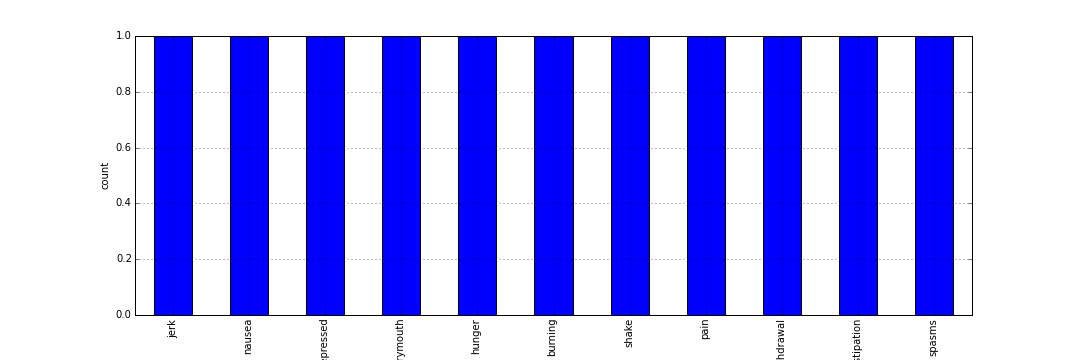 1.0
0.8
0.6
0.4
0.2
0.0
count
jerk
nausea
pressed
rymouth
hunger
burning
shake
pain
hdrawal
tipation
spasms